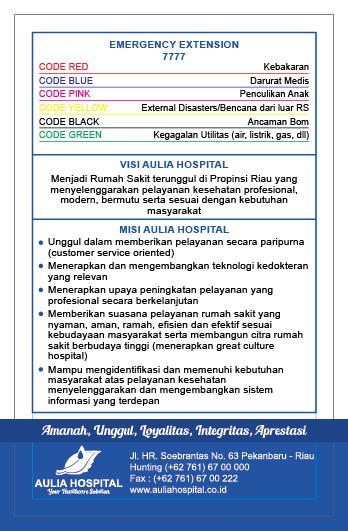 EMERGENCY EXTENSION
7777
CODE RED Kebakaran
CODE BLUE Darurat Medis
CODE PINK Penculikan Anak
CODE YELLOW External Disasters/Bencana dari luar RS
CODE BLACK Ancaman Bom
CODE GREEN Kegagalan Utilitas (air, listrik, gas, dll)
VISI AULIA HOSPITAL
Menjadi Rumah Sakit terunggul di Propinsi Riau yang
menyelenggarakan pelayanan kesehatan profesional,
modern, bermutu serta sesuai dengan kebutuhan
masyarakat
MISI AULIA HOSPITAL
• Unggul dalam memberikan pelayanan secara paripurna
(customer service oriented)
• Menerapkan dan mengembangkan teknologi kedokteran
yang relevan
• Menerapkan upaya peningkatan pelayanan yang
profesional secara berkelanjutan
• Memberikan suasana pelayanan rumah sakit yang
nyaman, aman, ramah, efisien dan efektif sesuai
kebudayaan masyarakat serta membangun citra rumah
sakit berbudaya tinggi (menerapkan great culture
hospital)
• Mampu mengidentifikasi dan memenuhi kebutuhan
masyarakat atas pelayanan kesehatan
menyelenggarakan dan mengembangkan sistem
informasi yang terdepan
Amanah, Unggul, Loyalitas, Integritas, Aprestasi
AULIA HOSPITAL
Your Healthcare Solution
Jl. HR. Soebrantas No. 63 Pekanbaru - Riau
Hunting (+62 761) 67 00 000
Fax : (+62 761) 67 00 222
www.auliahospital.co.id